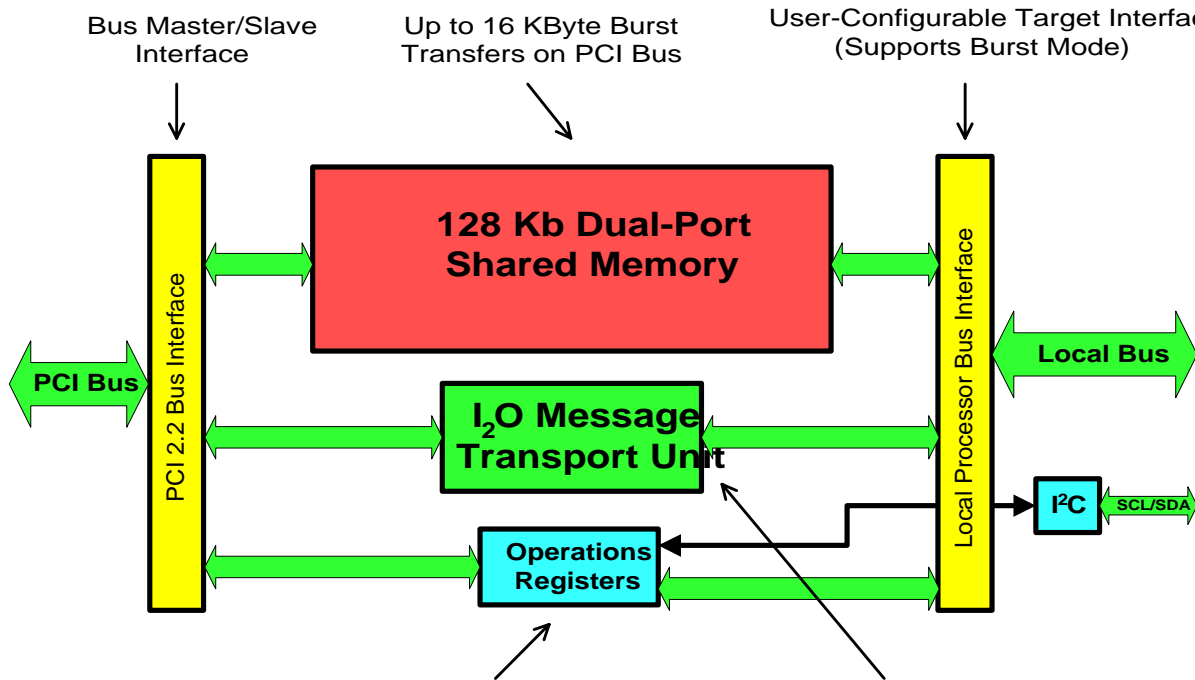 Bus Master/Slave
Interface
Up to 16 KByte Burst
Transfers on PCI Bus
User-Configurable Target Interfac
(Supports Burst Mode)
128 Kb Dual-Port
Shared Memory
PCI 2.2 Bus Interface
Local Processor Bus Interface
PCI Bus
Local Bus
I₂O Message
Transport Unit
I²C
SCL/SDA
Operations
Registers